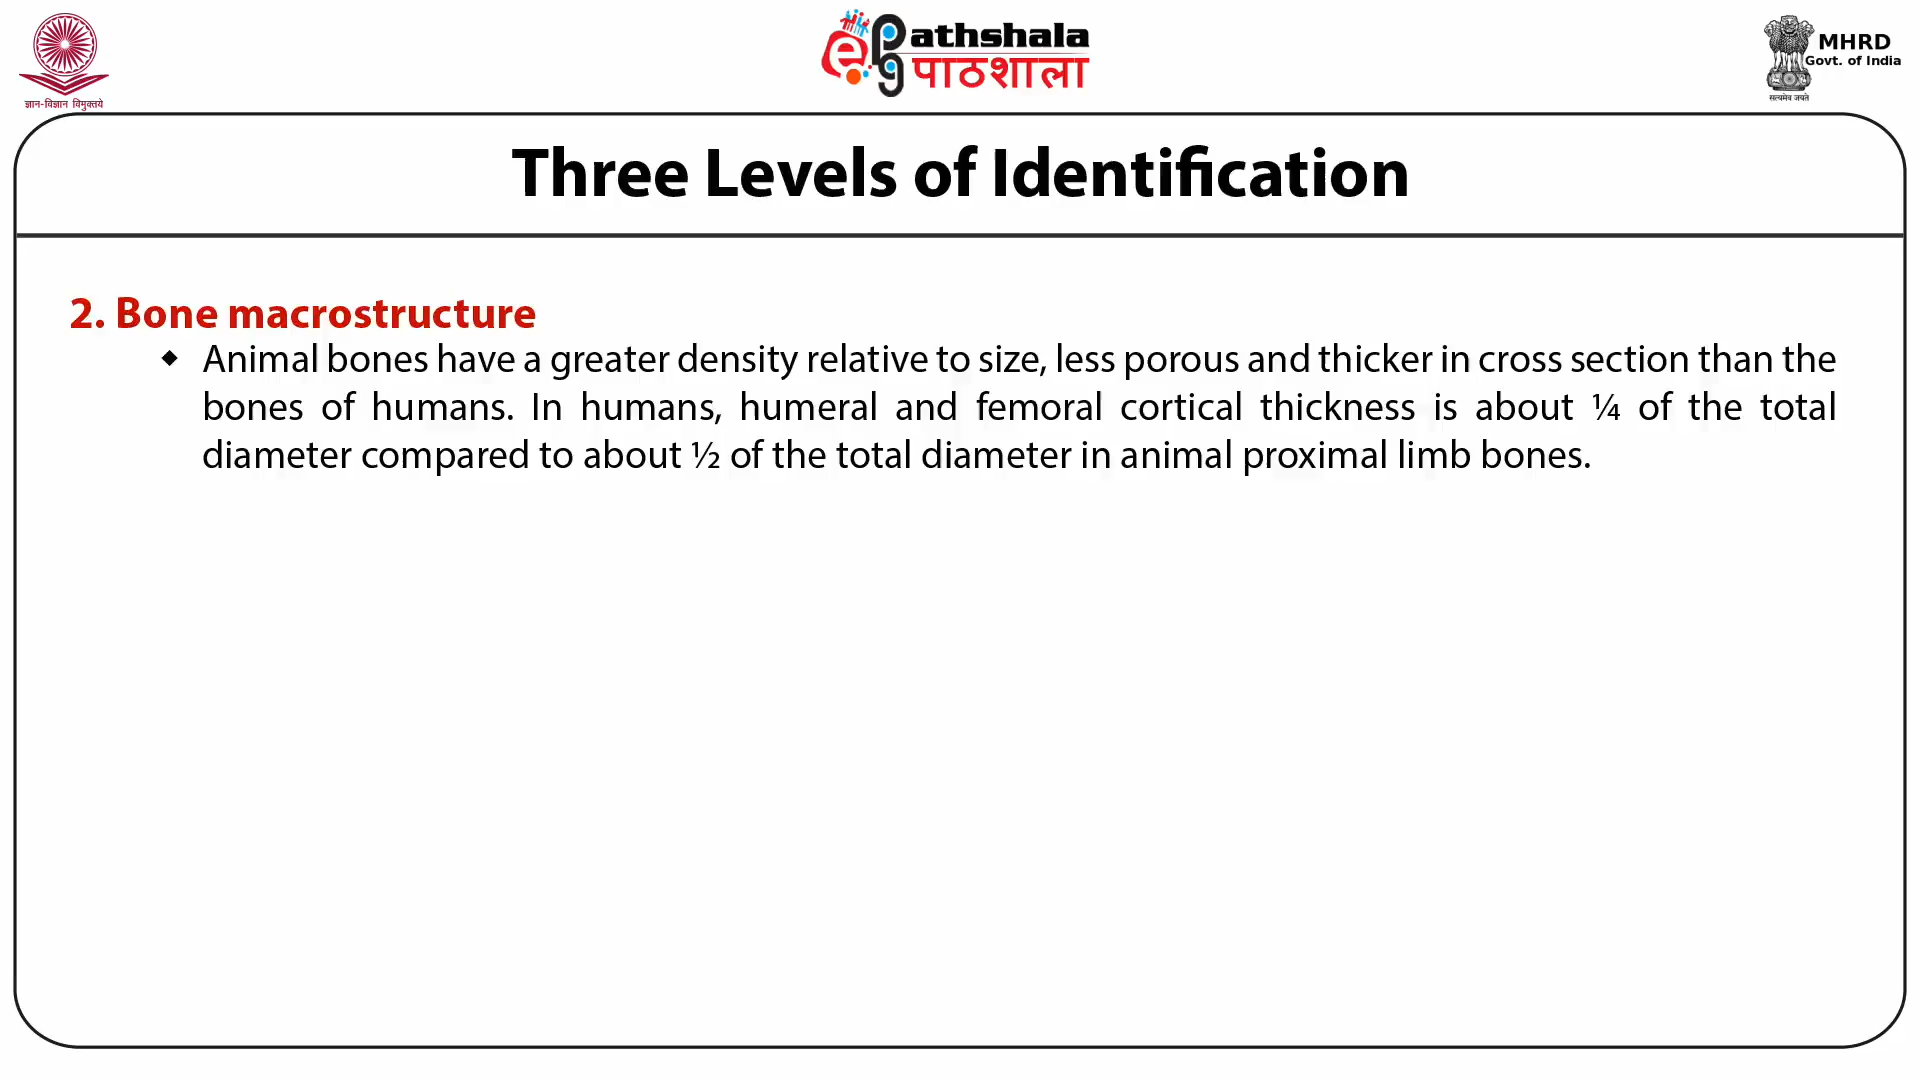 ज्ञान-विज्ञान विमुक्तये
ePathshala
पाठशाला
MHRD
Govt. of India
सत्यमेव जयते
Three Levels of Identification
2. Bone macrostructure
◆ Animal bones have a greater density relative to size, less porous and thicker in cross section than the
bones of humans. In humans, humeral and femoral cortical thickness is about ¼ of the total
diameter compared to about ½ of the total diameter in animal proximal limb bones.